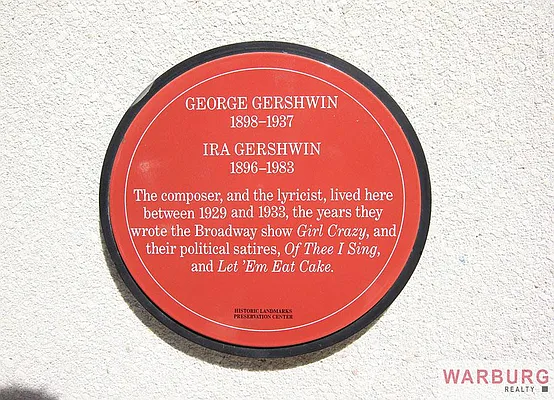 GEORGE GERSHWIN
1898–1937
IRA GERSHWIN
1896–1983
The composer, and the lyricist, lived here
between 1929 and 1933, the years they
wrote the Broadway show Girl Crazy, and
their political satires, Of Thee I Sing,
and Let 'Em Eat Cake.
HISTORIC LANDMARKS
PRESERVATION CENTER
WARBURG
REALTY